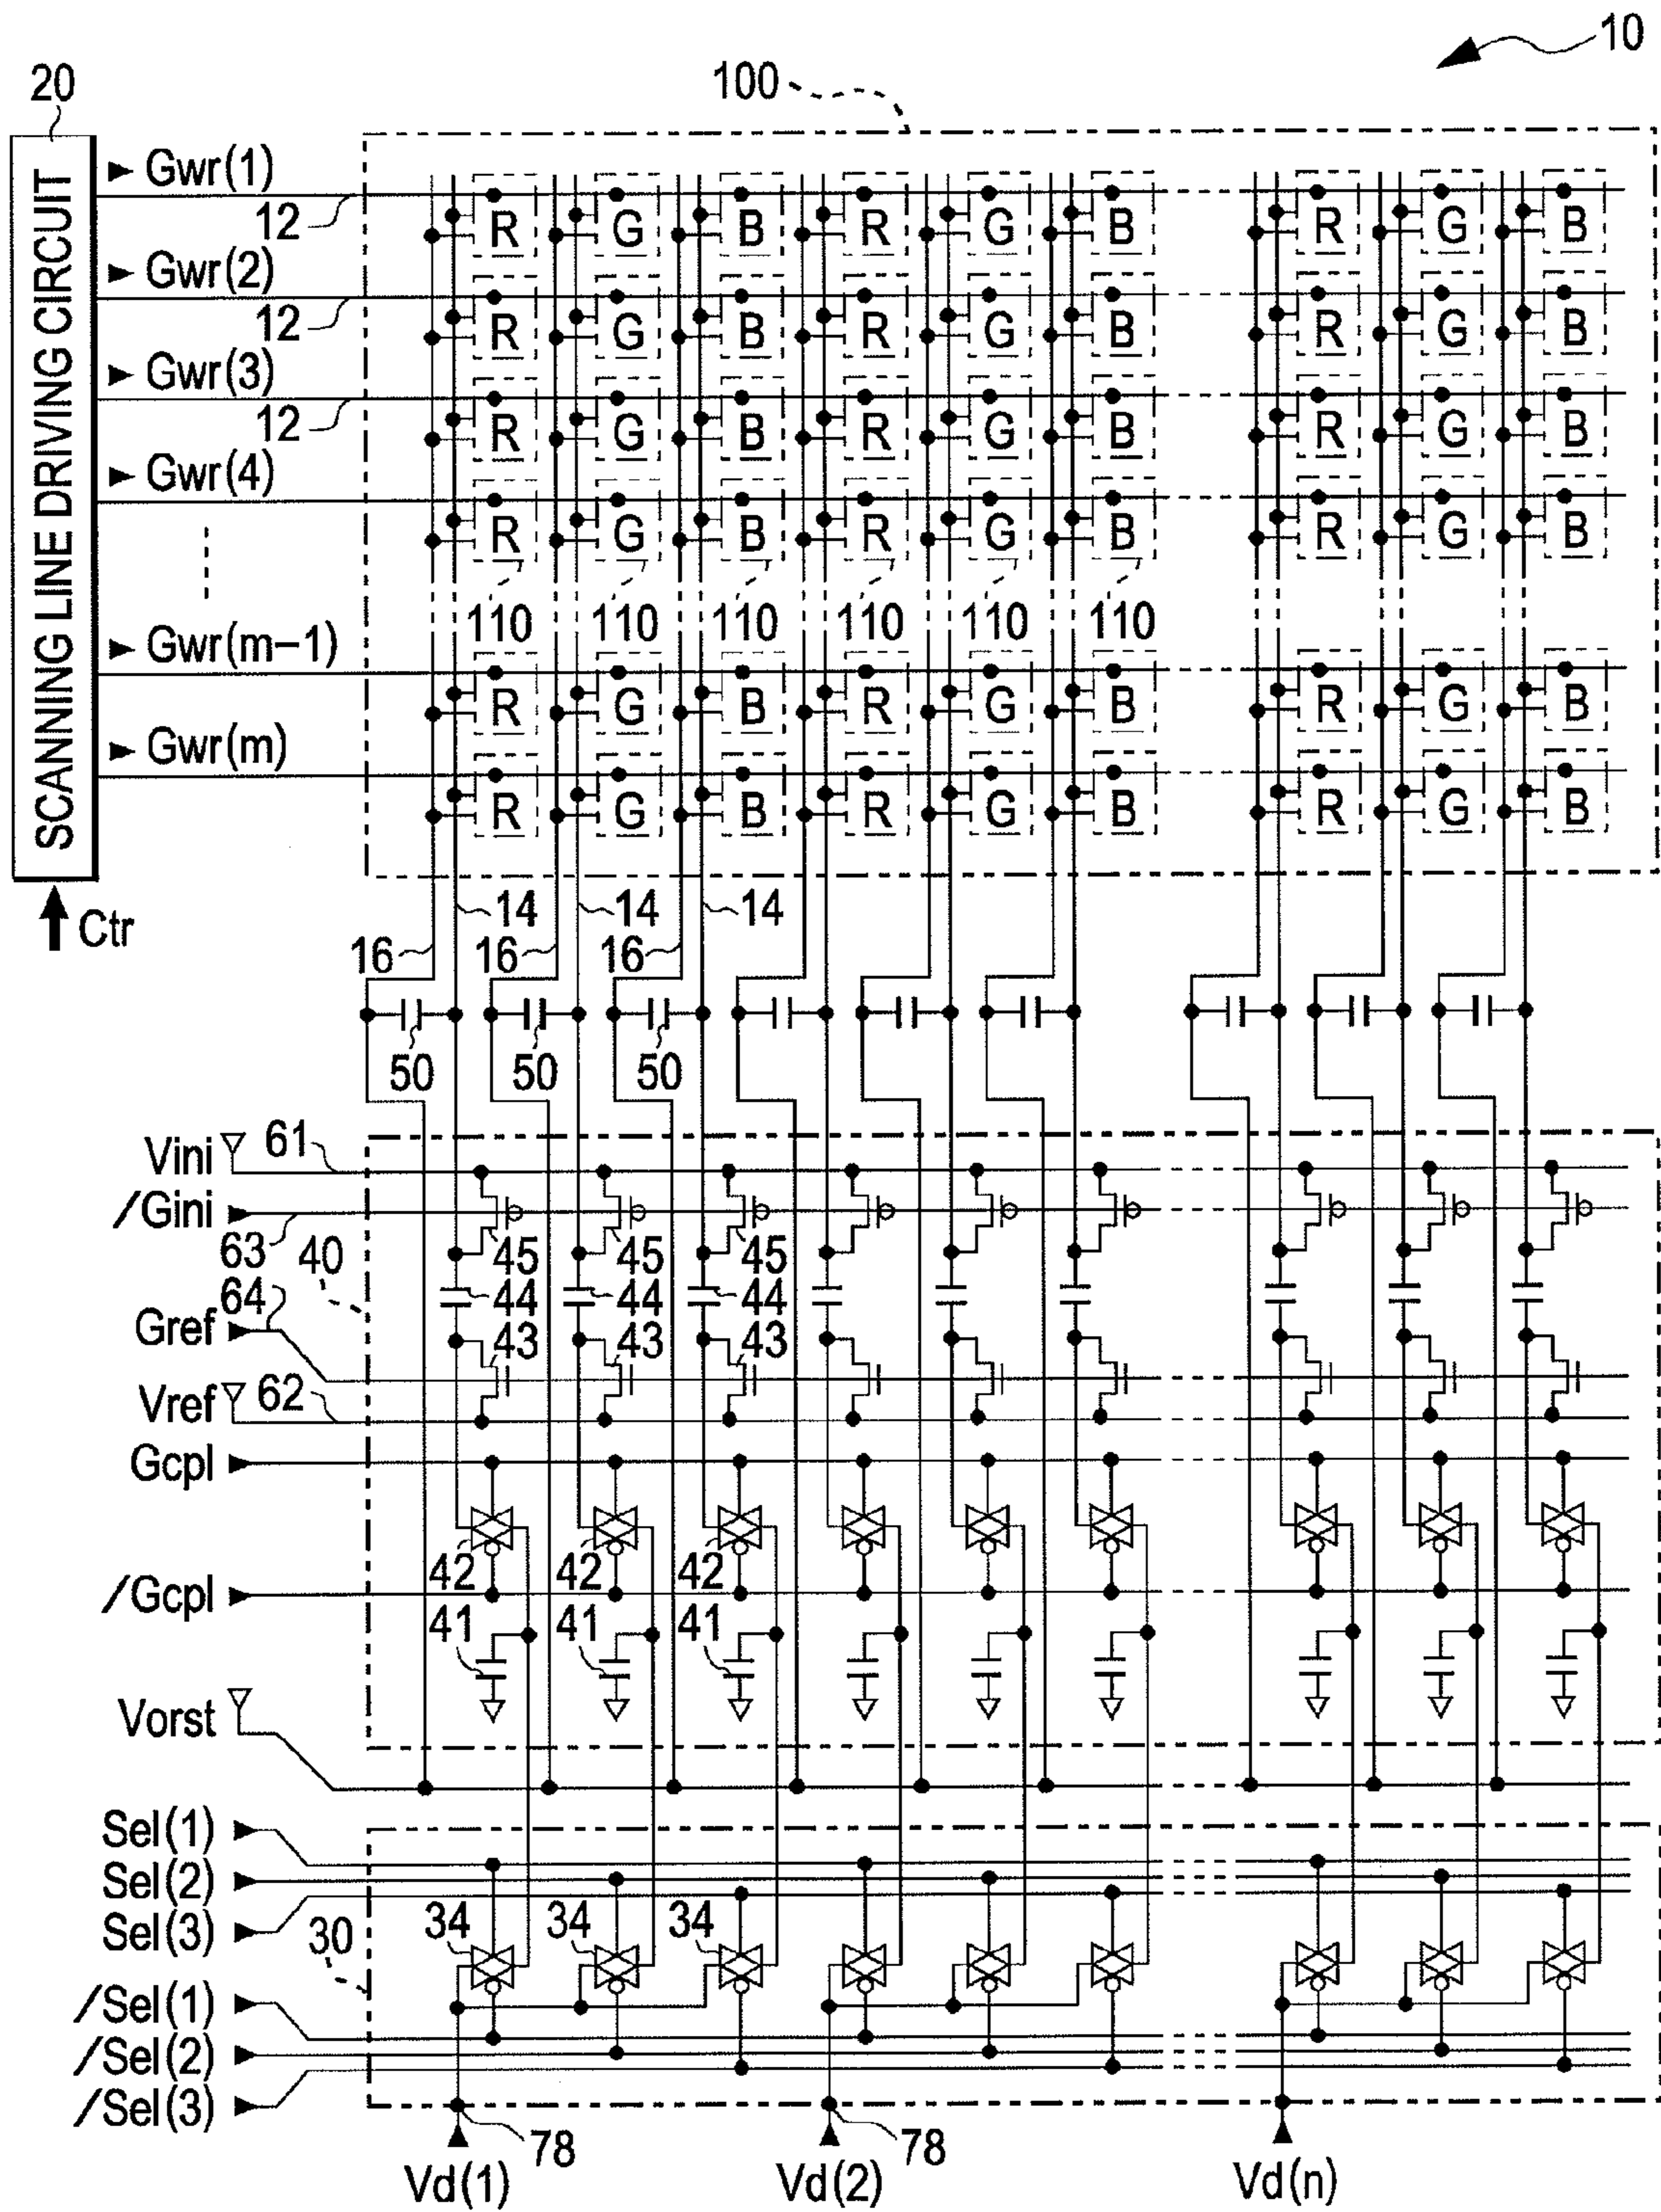 10
20
100
SCANNING LINE DRIVING CIRCUIT
Gwr(1)
12
R G B R G B R G B
Gwr(2)
12
R G B R G B R G B
Gwr(3)
12
R G B R G B R G B
Gwr(4)
R G B R G B R G B
110 110 110 110 110 110
Gwr(m-1)
R G B R G B R G B
Gwr(m)
R G B R G B R G B
Ctr
14 14 14
16 16 16
50 50 50
Vini 61
/Gini
63 40 45 45 45
64 44 44 44
Gref 43 43 43
Vref 62
Gcpl
42 42 42
/Gcpl
41 41 41
Vorst
Sel(1)
Sel(2)
Sel(3)
30 34 34 34
/Sel(1)
/Sel(2)
/Sel(3)
78 78
Vd(1) Vd(2) Vd(n)